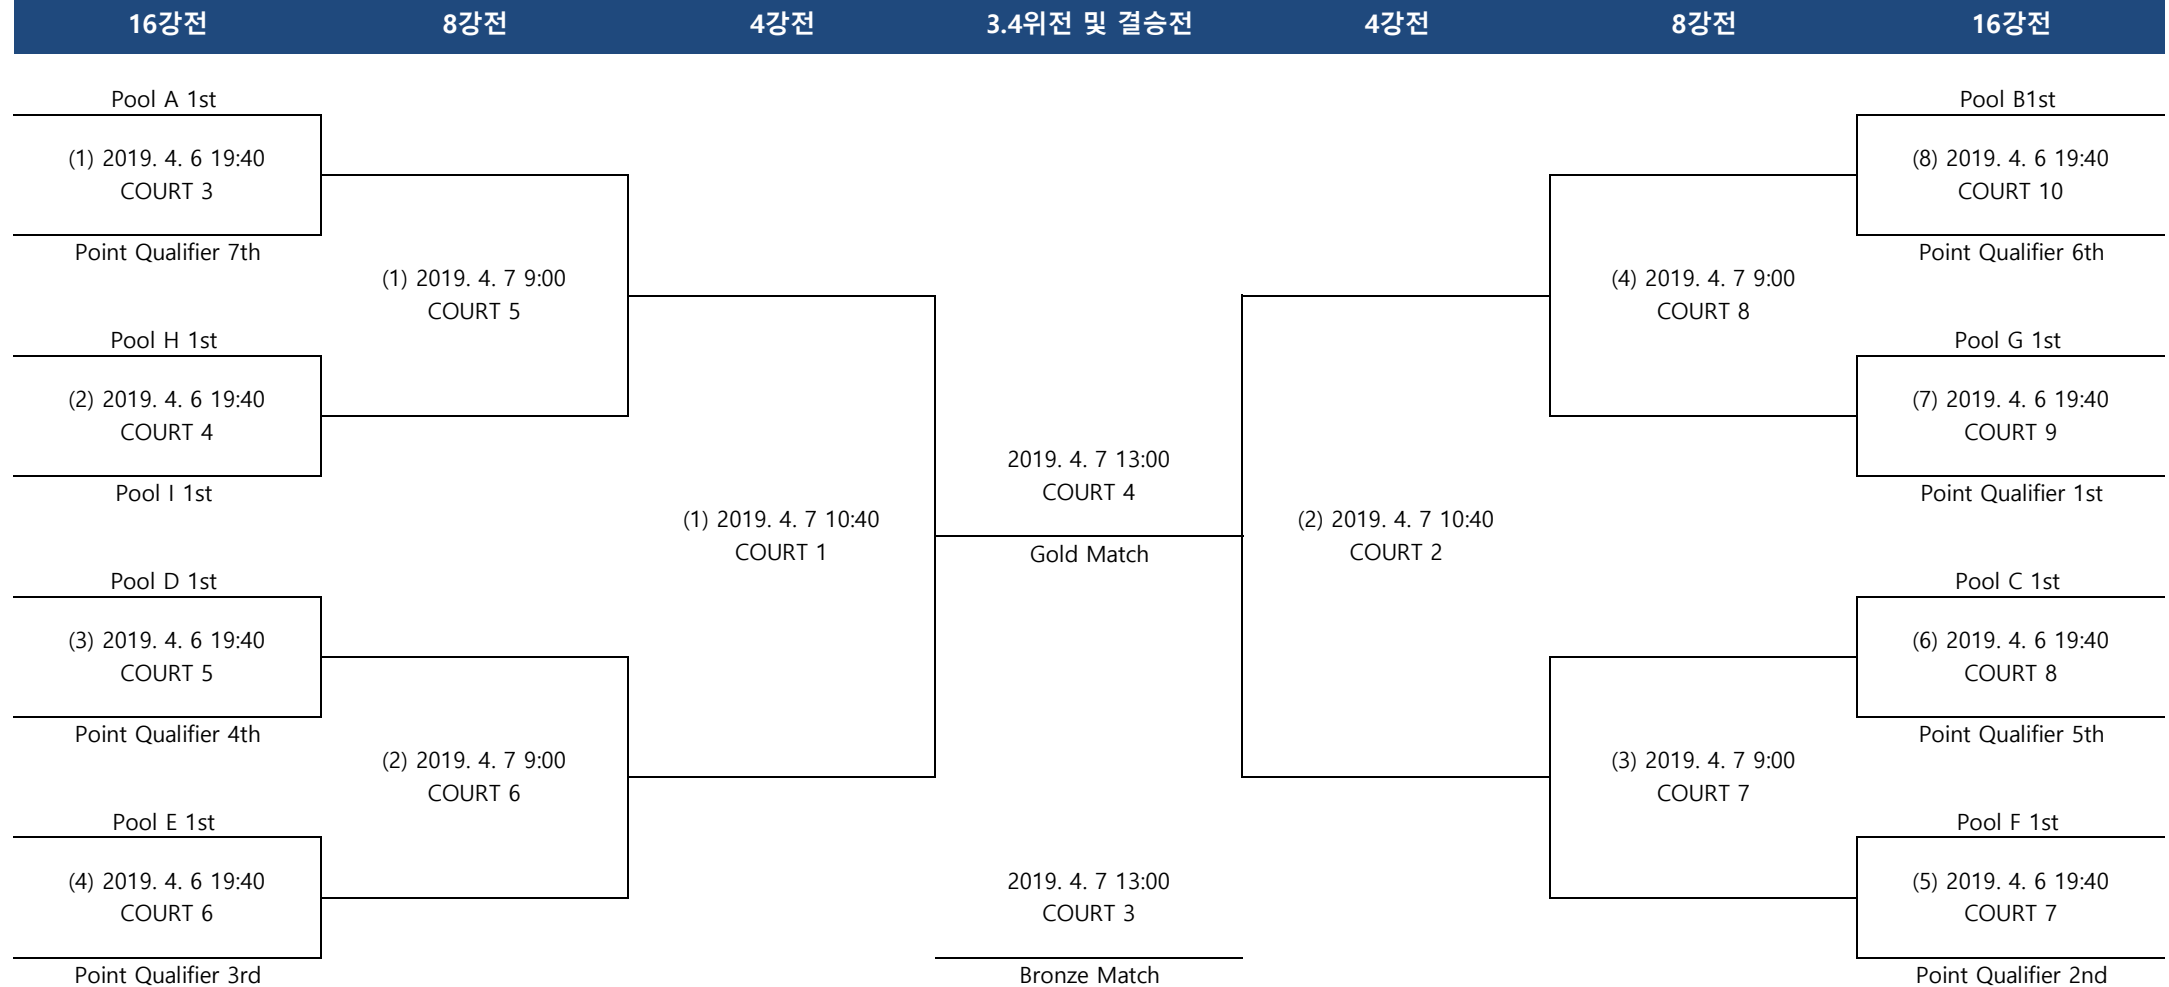 16강전 8강전 4강전 3.4위전 및 결승전 4강전 8강전 16강전
Pool A 1st
(1) 2019. 4. 6 19:40
COURT 3
Point Qualifier 7th
Pool H 1st
(2) 2019. 4. 6 19:40
COURT 4
Pool I 1st
Pool D 1st
(3) 2019. 4. 6 19:40
COURT 5
Point Qualifier 4th
Pool E 1st
(4) 2019. 4. 6 19:40
COURT 6
Point Qualifier 3rd
(1) 2019. 4. 7 9:00
COURT 5
(2) 2019. 4. 7 9:00
COURT 6
(1) 2019. 4. 7 10:40
COURT 1
2019. 4. 7 13:00
COURT 4
Gold Match
2019. 4. 7 13:00
COURT 3
Bronze Match
(2) 2019. 4. 7 10:40
COURT 2
(4) 2019. 4. 7 9:00
COURT 8
(3) 2019. 4. 7 9:00
COURT 7
Pool B1st
(8) 2019. 4. 6 19:40
COURT 10
Point Qualifier 6th
Pool G 1st
(7) 2019. 4. 6 19:40
COURT 9
Point Qualifier 1st
Pool C 1st
(6) 2019. 4. 6 19:40
COURT 8
Point Qualifier 5th
Pool F 1st
(5) 2019. 4. 6 19:40
COURT 7
Point Qualifier 2nd